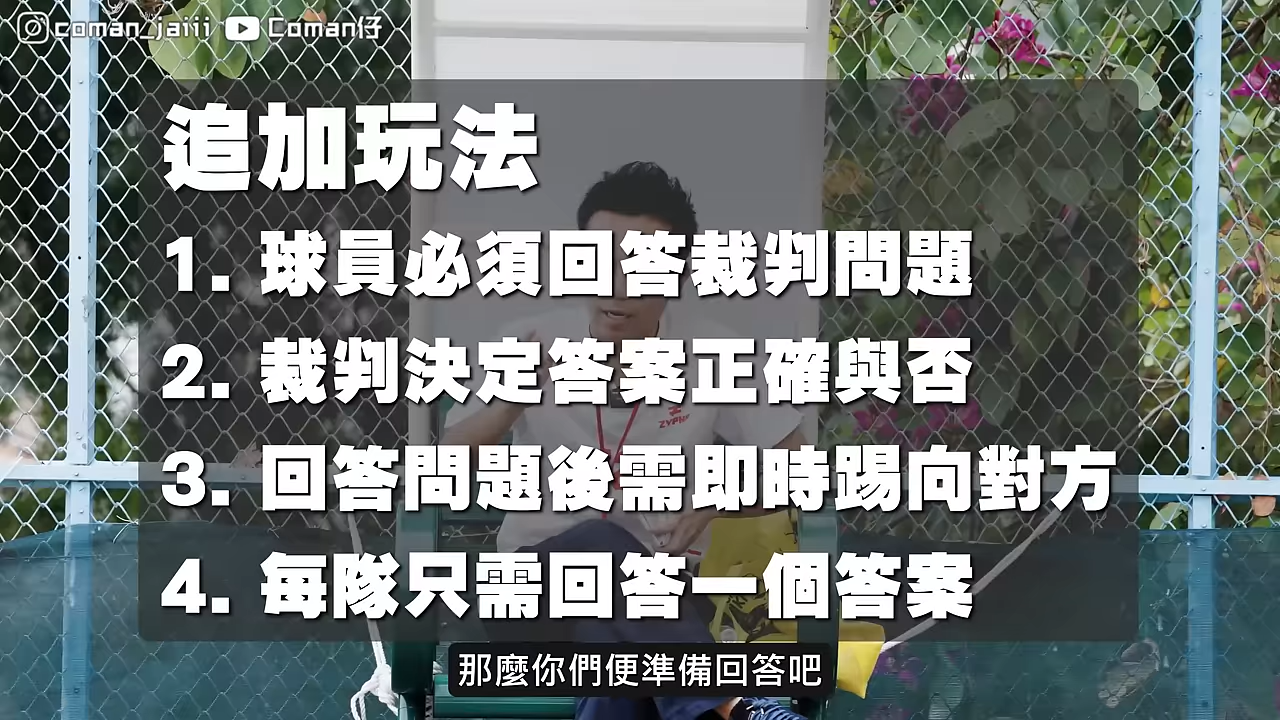 coman_jaiii Coman仔
追加玩法
1. 球員必須回答裁判問題
2. 裁判決定答案正確與否
3. 回答問題後需即時踢向對方
4. 每隊只需回答一個答案
那麼你們便準備回答吧